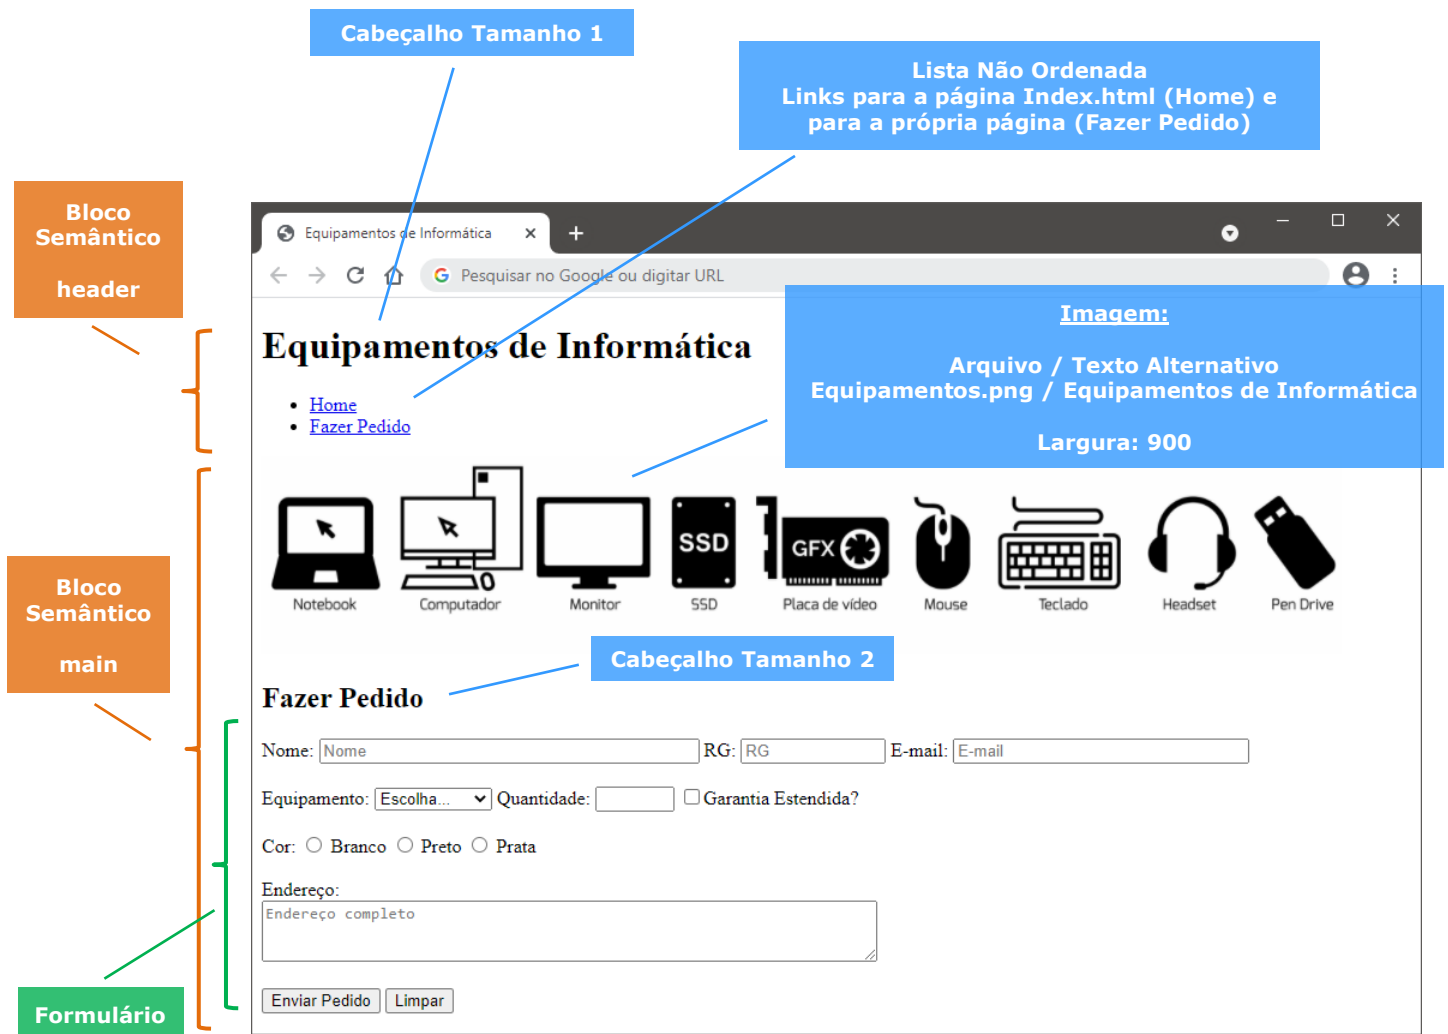 Cabeçalho Tamanho 1
Lista Não Ordenada
Links para a página Index.html (Home) e
para a própria página (Fazer Pedido)
Bloco
Semântico
header
Equipamentos de Informática
Pesquisar no Google ou digitar URL
Imagem:
Arquivo / Texto Alternativo
Equipamentos.png / Equipamentos de Informática
Largura: 900
Equipamentos de Informática
Home
Fazer Pedido
SSD
GFX
Notebook
Computador
Monitor
SSD
Placa de vídeo
Mouse
Teclado
Headset
Pen Drive
Bloco
Semântico
main
Cabeçalho Tamanho 2
Fazer Pedido
Nome: Nome RG: RG E-mail: E-mail
Equipamento: Escolha... Quantidade: Garantia Estendida?
Cor: Branco Preto Prata
Endereço:
Endereço completo
Enviar Pedido Limpar
Formulário